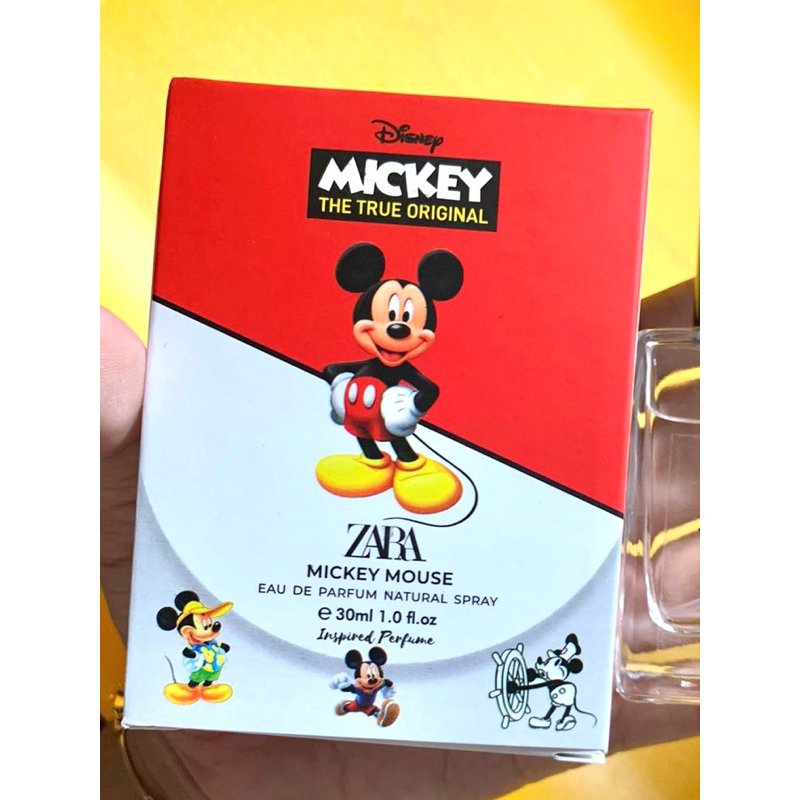 Disney
MICKEY
THE TRUE ORIGINAL
ZARA
MICKEY MOUSE
EAU DE PARFUM NATURAL SPRAY
e 30ml 1.0 fl.oz
Inspired Perfume